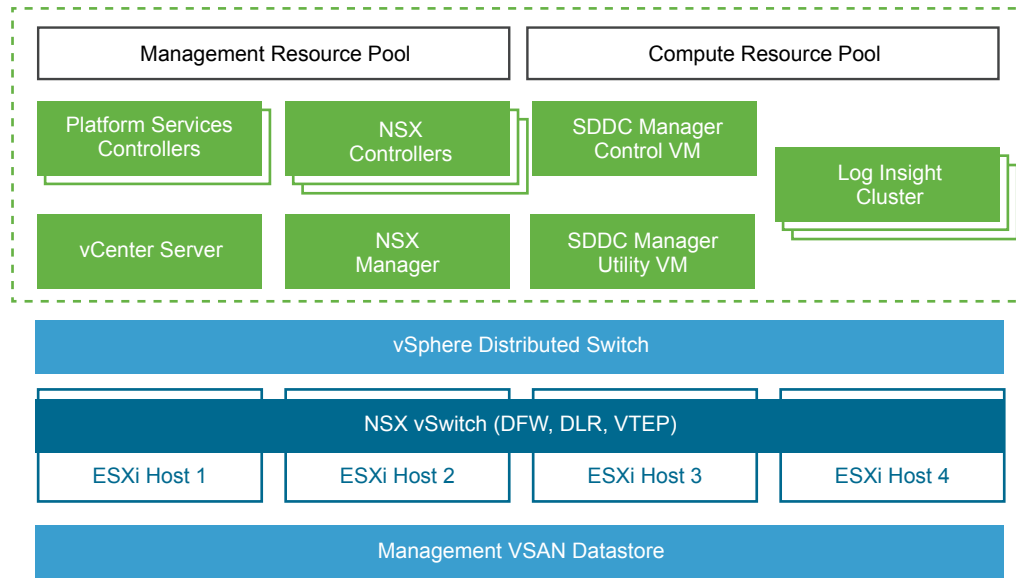 Management Resource Pool
Compute Resource Pool
Platform Services
Controllers
NSX
Controllers
SDDC Manager
Control VM
Log Insight
Cluster
vCenter Server
NSX
Manager
SDDC Manager
Utility VM
vSphere Distributed Switch
NSX vSwitch (DFW, DLR, VTEP)
ESXi Host 1
ESXi Host 2
ESXi Host 3
ESXi Host 4
Management VSAN Datastore